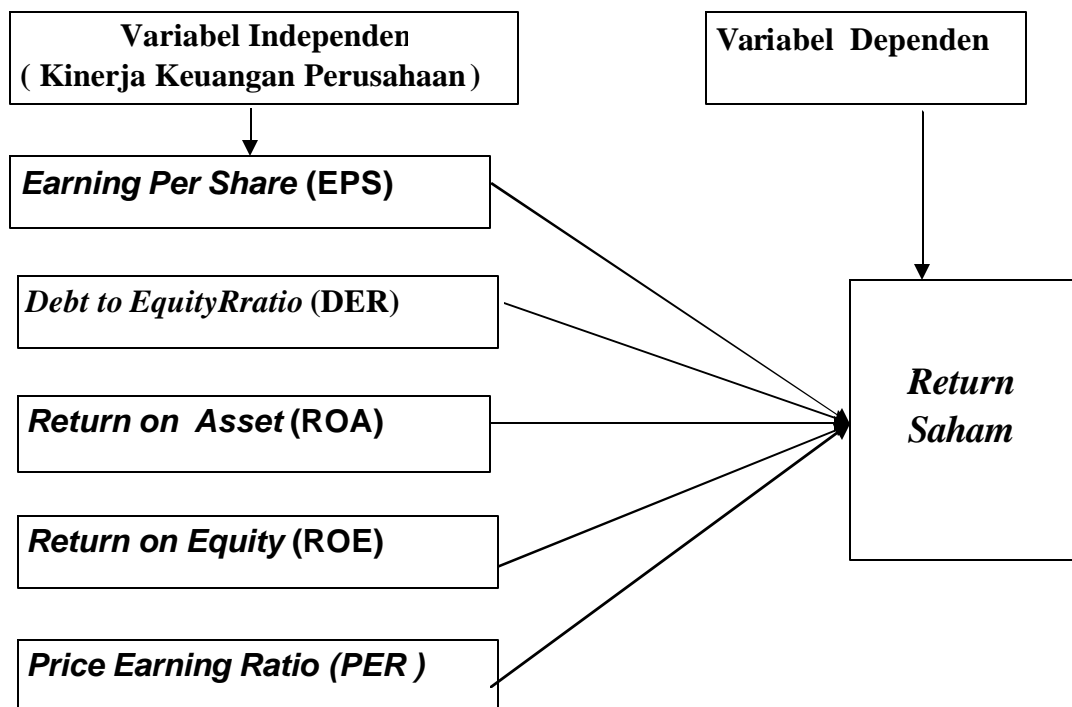 Variabel Independen
( Kinerja Keuangan Perusahaan )
Variabel Dependen
Earning Per Share (EPS)
Debt to EquityRratio (DER)
Return on Asset (ROA)
Return on Equity (ROE)
Price Earning Ratio (PER )
Return
Saham